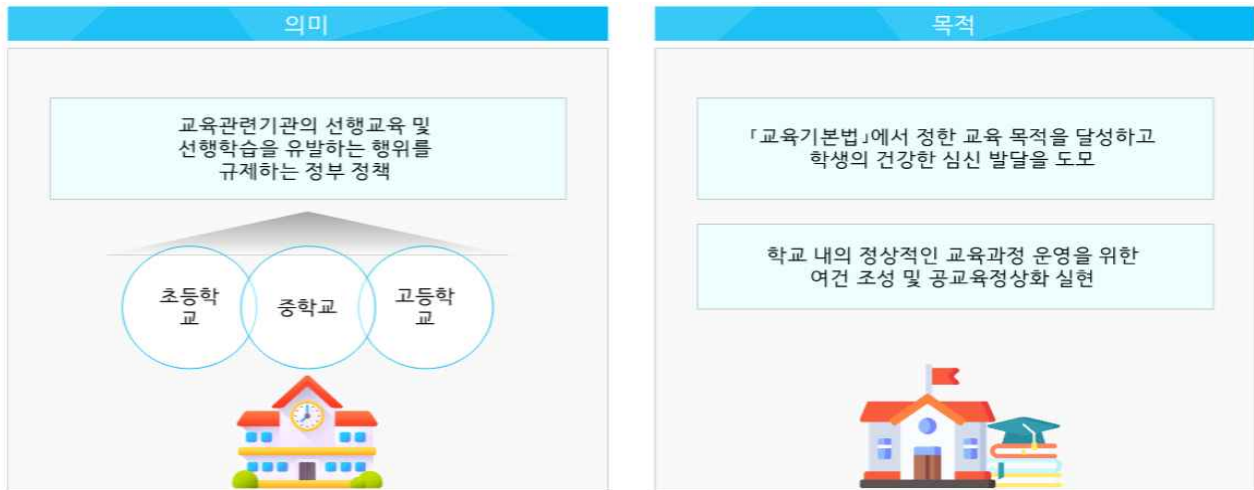 의미
교육관련기관의 선행교육 및
선행학습을 유발하는 행위를
규제하는 정부 정책
초등학
교
중학교
고등학
교
목적
「교육기본법」에서 정한 교육 목적을 달성하고
학생의 건강한 심신 발달을 도모
학교 내의 정상적인 교육과정 운영을 위한
여건 조성 및 공교육정상화 실현